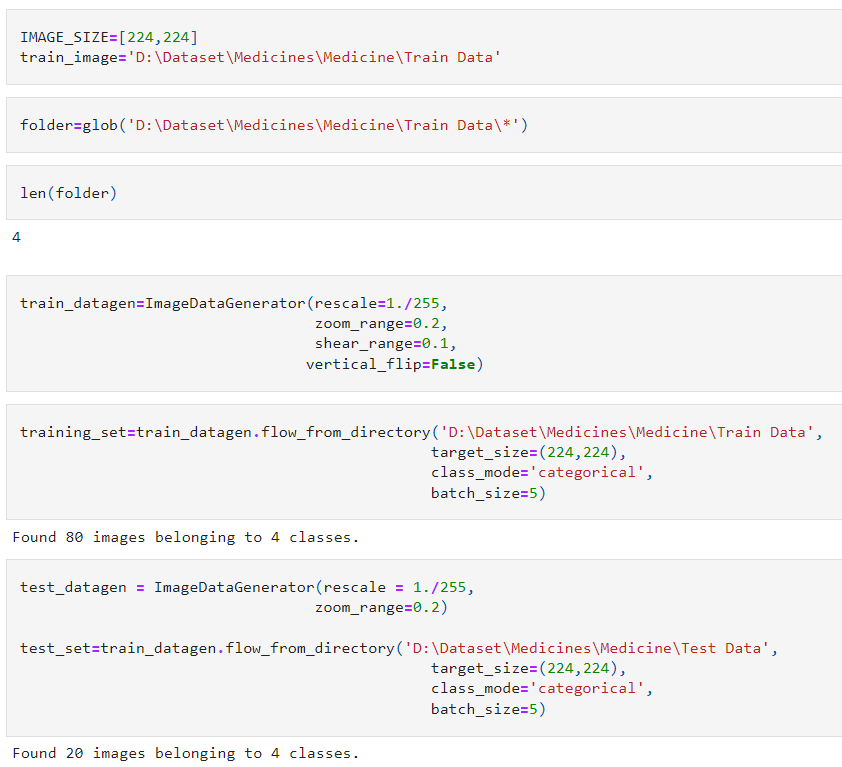 IMAGE_SIZE=[224,224]
train_image='D:\Dataset\Medicines\Medicine\Train Data'
folder=glob('D:\Dataset\Medicines\Medicine\Train Data\*')
len(folder)
4
train_datagen=ImageDataGenerator(rescale=1./255,
                                 zoom_range=0.2,
                                 shear_range=0.1,
                                vertical_flip=False)
training_set=train_datagen.flow_from_directory('D:\Dataset\Medicines\Medicine\Train Data',
                                              target_size=(224,224),
                                              class_mode='categorical',
                                              batch_size=5)
Found 80 images belonging to 4 classes.
test_datagen = ImageDataGenerator(rescale = 1./255,
                                 zoom_range=0.2)
test_set=train_datagen.flow_from_directory('D:\Dataset\Medicines\Medicine\Test Data',
                                              target_size=(224,224),
                                              class_mode='categorical',
                                              batch_size=5)
Found 20 images belonging to 4 classes.